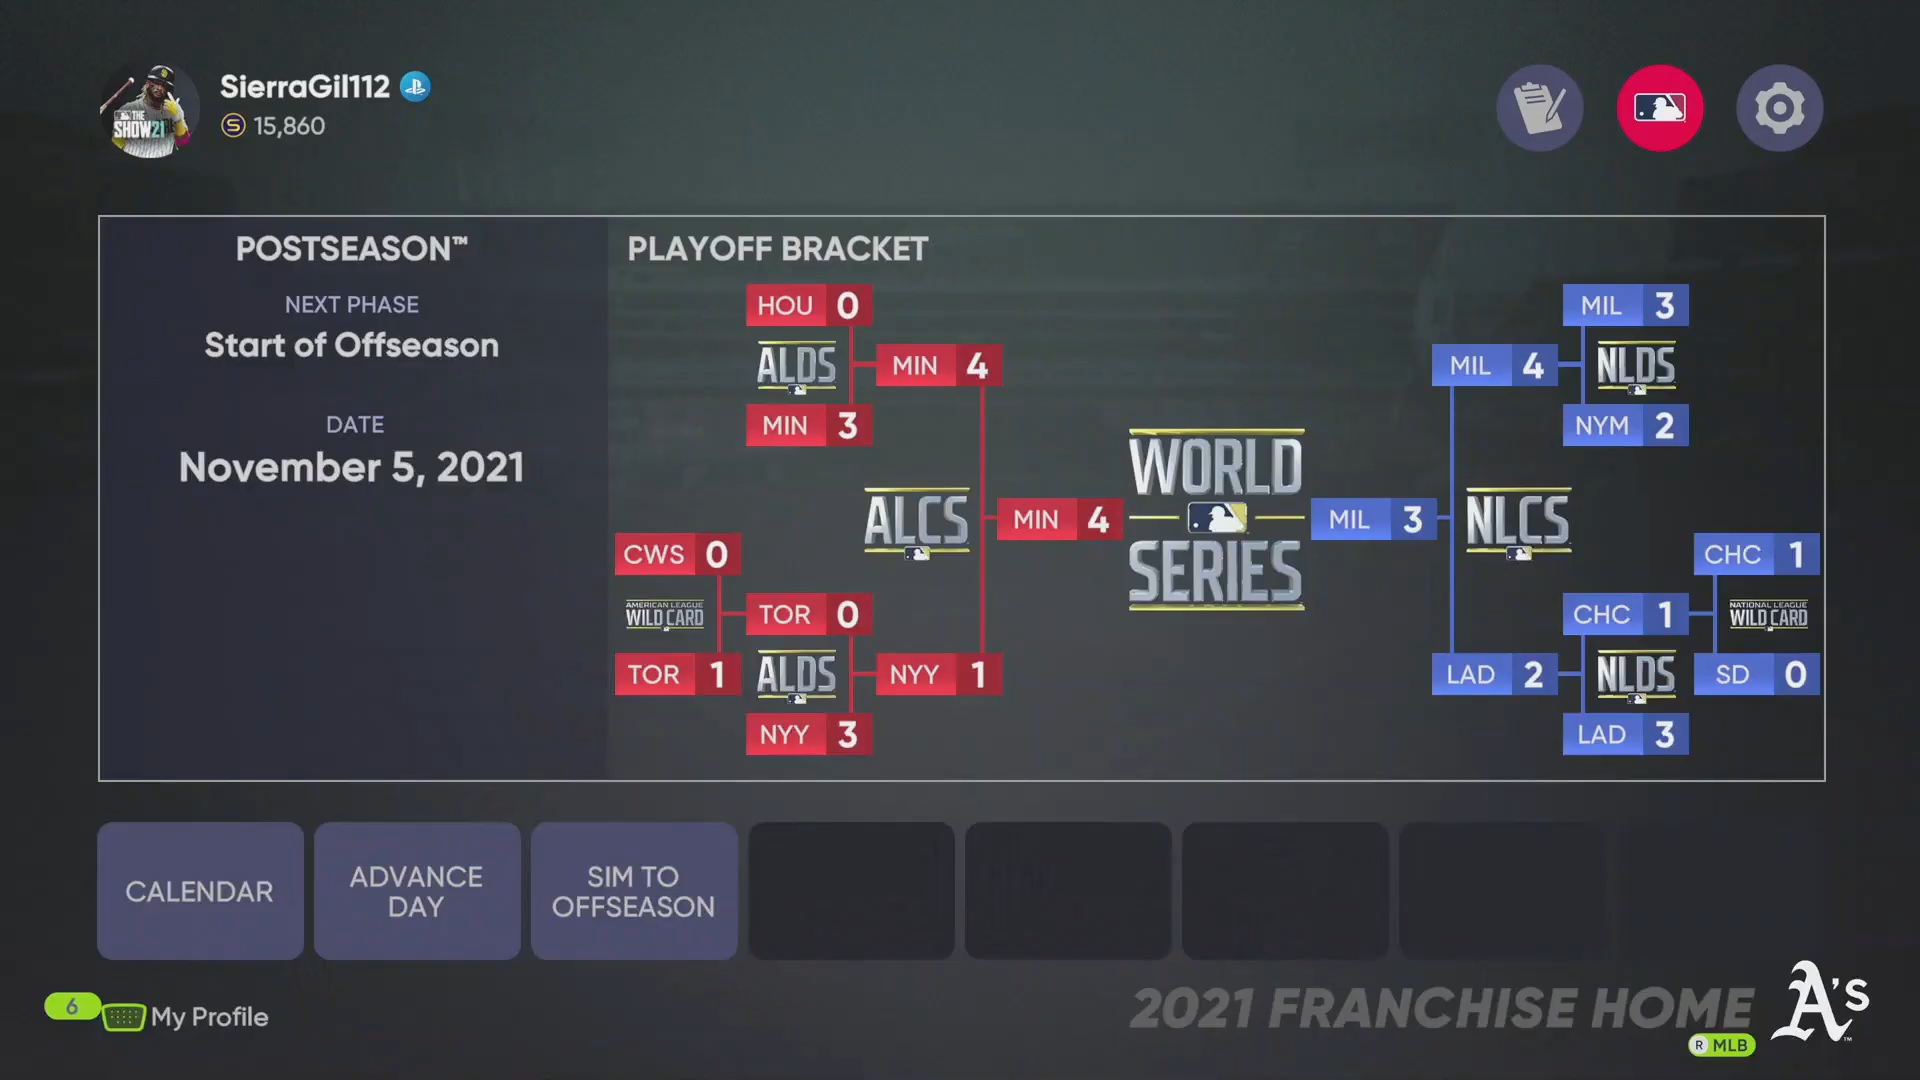 SierraGil112
15,860
THE
SHOW21
POSTSEASON™
NEXT PHASE
Start of Offseason
DATE
November 5, 2021
PLAYOFF BRACKET
HOU 0
ALDS
MIN 3
MIN 4
ALCS
CWS 0
AMERICAN LEAGUE
WILD CARD
TOR 1
TOR 0
ALDS
NYY 3
NYY 1
MIN 4
WORLD
SERIES
MIL 3
MIL 3
NLDS
NYM 2
MIL 4
NLCS
CHC 1
NATIONAL LEAGUE
WILD CARD
SD 0
CHC 1
NLDS
LAD 3
LAD 2
CALENDAR
ADVANCE
DAY
SIM TO
OFFSEASON
6
My Profile
2021 FRANCHISE HOME
A's™
R MLB